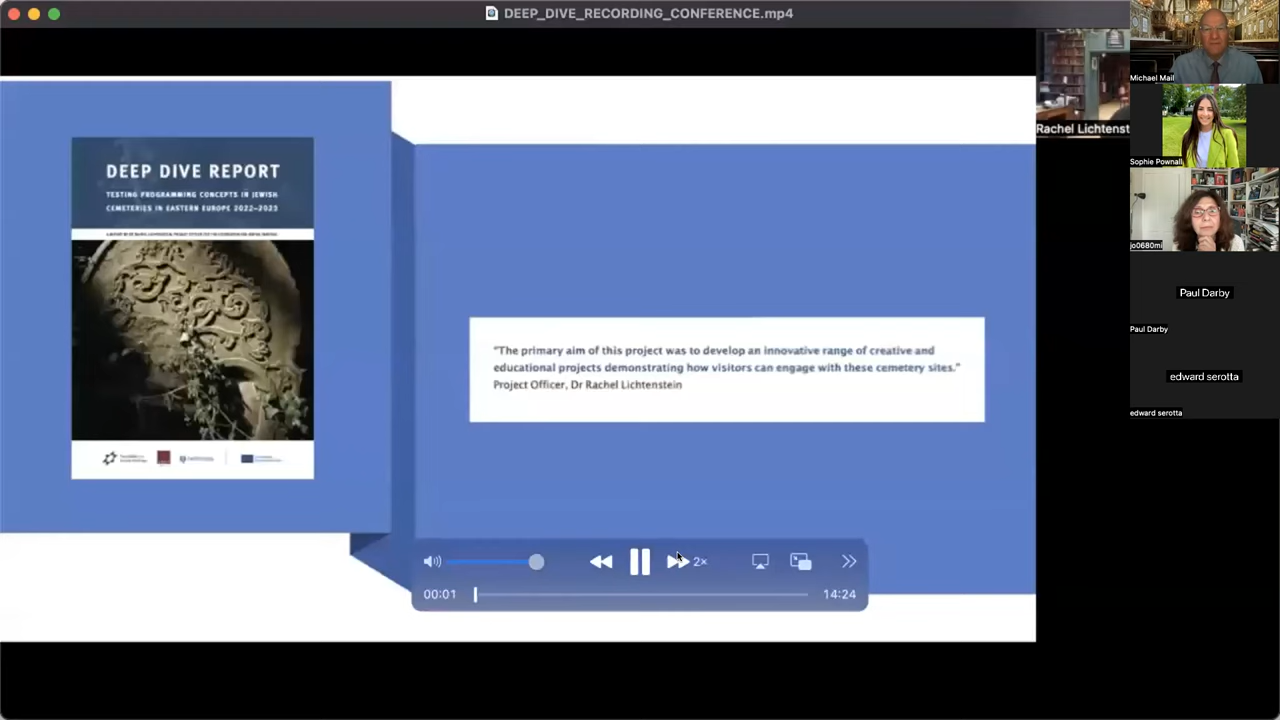 DEEP_DIVE_RECORDING_CONFERENCE.mp4
DEEP DIVE REPORT
TESTING PROGRAMMING CONCEPTS IN JEWISH
CEMETERIES IN EASTERN EUROPE 2022–2023
"The primary aim of this project was to develop an innovative range of creative and
educational projects demonstrating how visitors can engage with these cemetery sites."
Project Officer, Dr Rachel Lichtenstein
2×
00:01
14:24
Rachel Lichtenst
Michael Mail
Sophie Pownall
jo0680mi
Paul Darby
Paul Darby
edward serotta
edward serotta